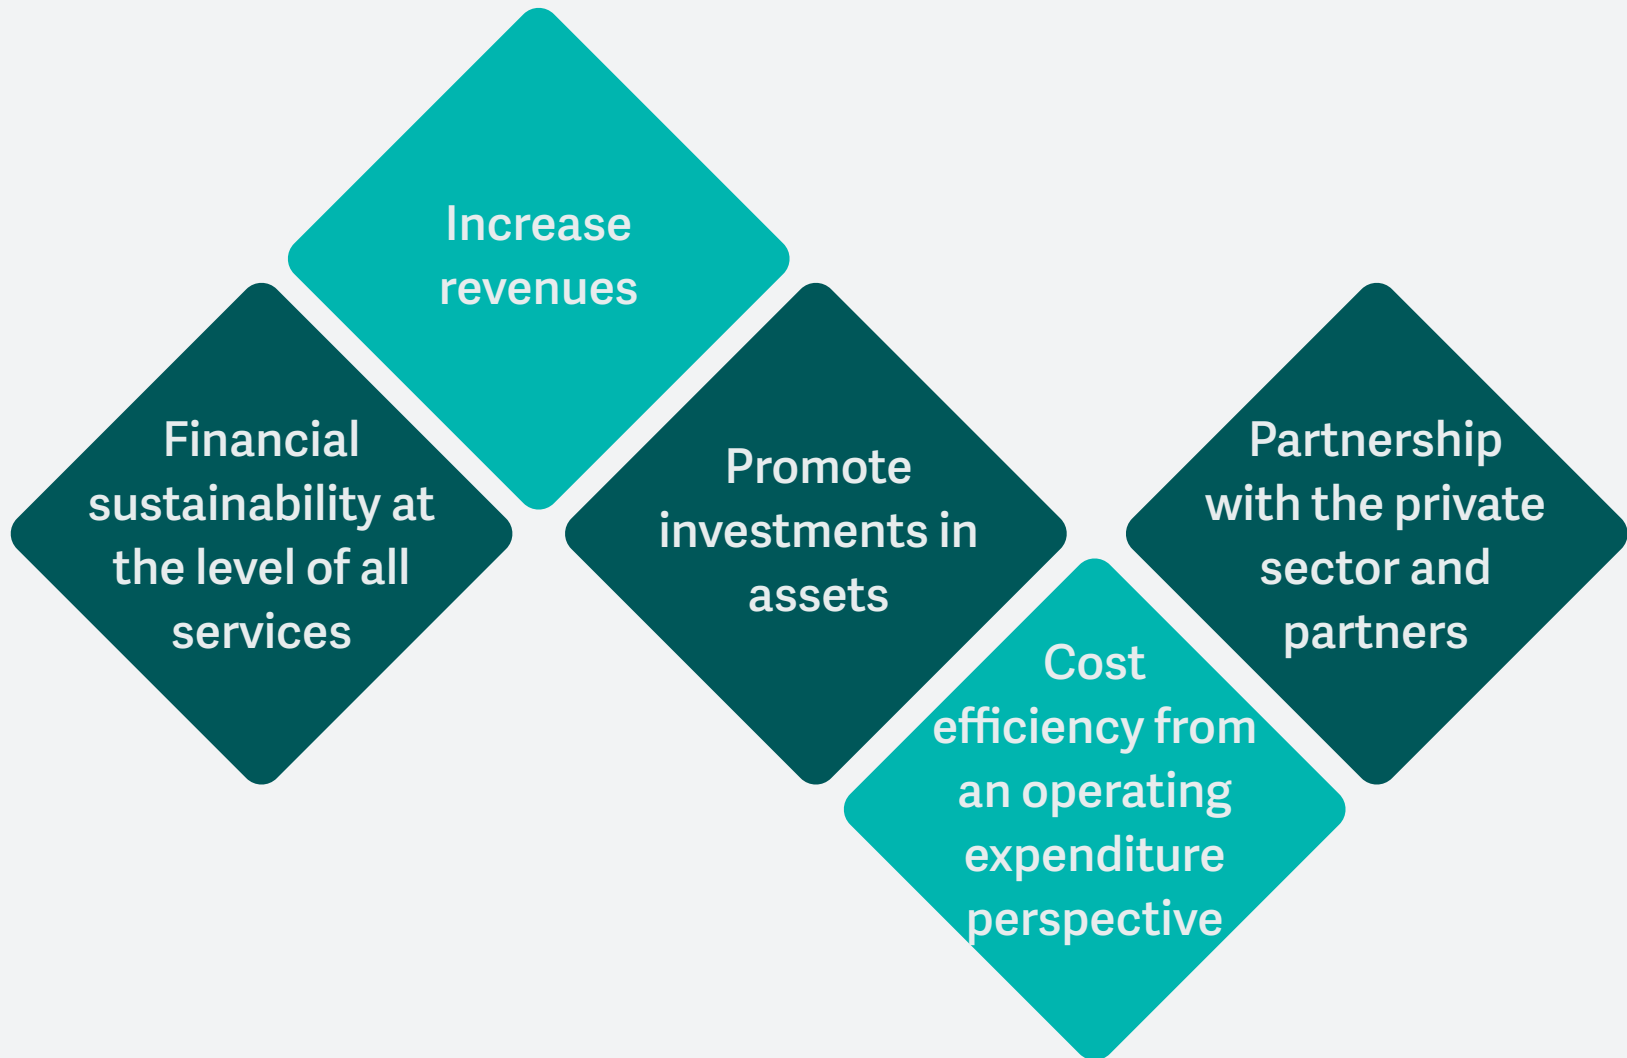 Increase
revenues
Financial
sustainability at
the level of all
services
Promote
investments in
assets
Cost
efficiency from
an operating
expenditure
perspective
Partnership
with the private
sector and
partners